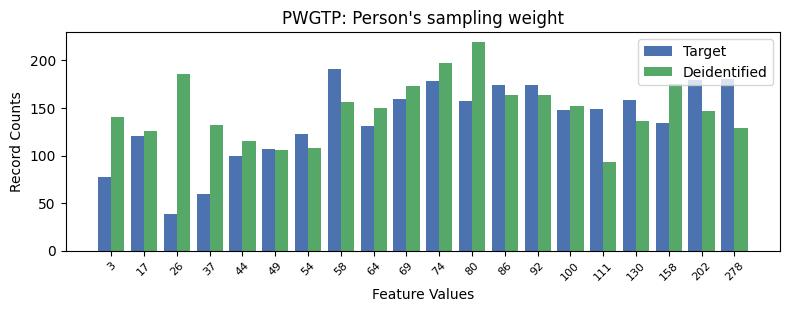 PWGTP: Person's sampling weight
Record Counts
200
150
100
50
0
Target
Deidentified
3 17 26 37 44 49 54 58 64 69 74 80 86 92 100 111 130 158 202 278
Feature Values